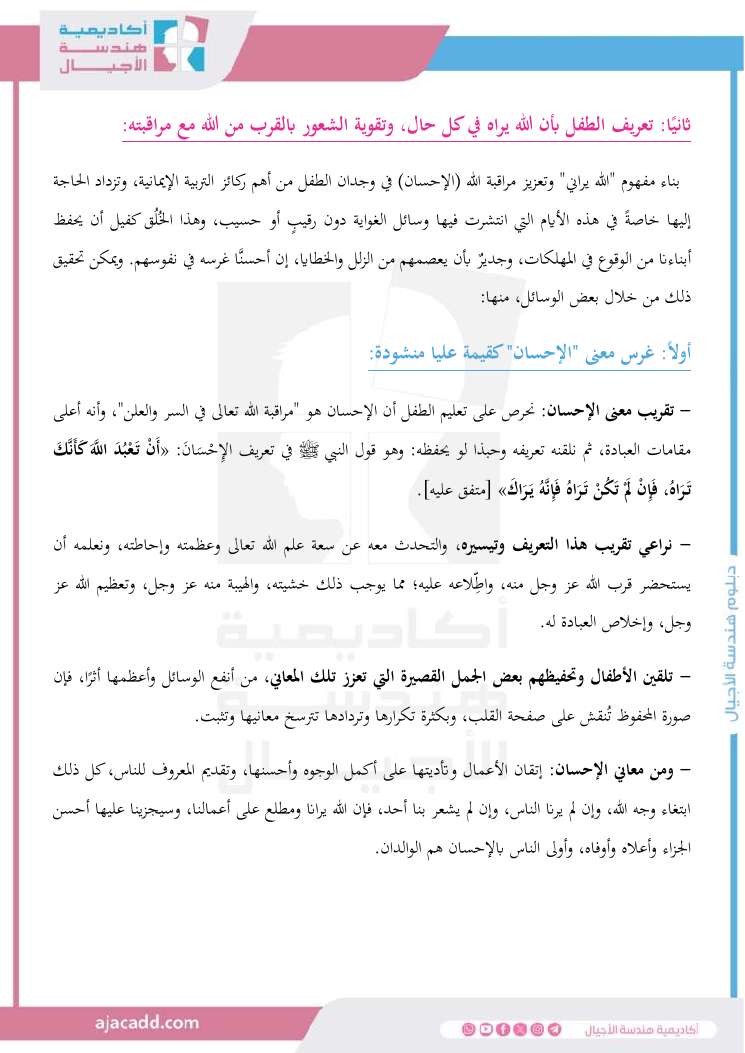 أكاديمية
هندسة
الأجيال
ثانيًا: تعريف الطفل بأن الله يراه في كل حال، وتقوية الشعور بالقرب من الله مع مراقبته:
بناء مفهوم "الله يراني" وتعزيز مراقبة الله (الإحسان) في وجدان الطفل من أهم ركائز التربية الإيمانية، وتزداد الحاجة
إليها خاصةً في هذه الأيام التي انتشرت فيها وسائل الغواية دون رقيبٍ أو حسيب، وهذا الخُلُق كفيل أن يحفظ
أبناءنا من الوقوع في المهلكات، وجديرٌ بأن يعصمهم من الزلل والخطايا، إن أحسنَّا غرسه في نفوسهم. ويمكن تحقيق
ذلك من خلال بعض الوسائل، منها:
أولاً: غرس معنى "الإحسان" كقيمة عليا منشودة:
– تقريب معنى الإحسان: نحرص على تعليم الطفل أن الإحسان هو "مراقبة الله تعالى في السر والعلن"، وأنه أعلى
مقامات العبادة، ثم نلقنه تعريفه وحبذا لو يحفظه: وهو قول النبي ﷺ في تعريف الإِحْسَانَ: «أَنْ تَعْبُدَ اللَّهَ كَأَنَّكَ
تَرَاهُ، فَإِنْ لَمْ تَكُنْ تَرَاهُ فَإِنَّهُ يَرَاكَ» [متفق عليه].
– نراعي تقريب هذا التعريف وتيسيره، والتحدث معه عن سعة علم الله تعالى وعظمته وإحاطته، ونعلمه أن
يستحضر قرب الله عز وجل منه، واطِّلاعه عليه؛ مما يوجب ذلك خشيته، والهيبة منه عز وجل، وتعظيم الله عز
وجل، وإخلاص العبادة له.
– تلقين الأطفال وتحفيظهم بعض الجمل القصيرة التي تعزز تلك المعاني، من أنفع الوسائل وأعظمها أثرًا، فإن
صورة المحفوظ تُنقش على صفحة القلب، وبكثرة تكرارها وتردادها تترسخ معانيها وتثبت.
– ومن معاني الإحسان: إتقان الأعمال وتأديتها على أكمل الوجوه وأحسنها، وتقديم المعروف للناس، كل ذلك
ابتغاء وجه الله، وإن لم يرنا الناس، وإن لم يشعر بنا أحد، فإن الله يرانا ومطلع على أعمالنا، وسيجزينا عليها أحسن
الجزاء وأعلاه وأوفاه، وأولى الناس بالإحسان هم الوالدان.
أكاديمية
هندسة
الأجيال
دبلوم هندسة الأجيال
أكاديمية هندسة الأجيال
ajacadd.com